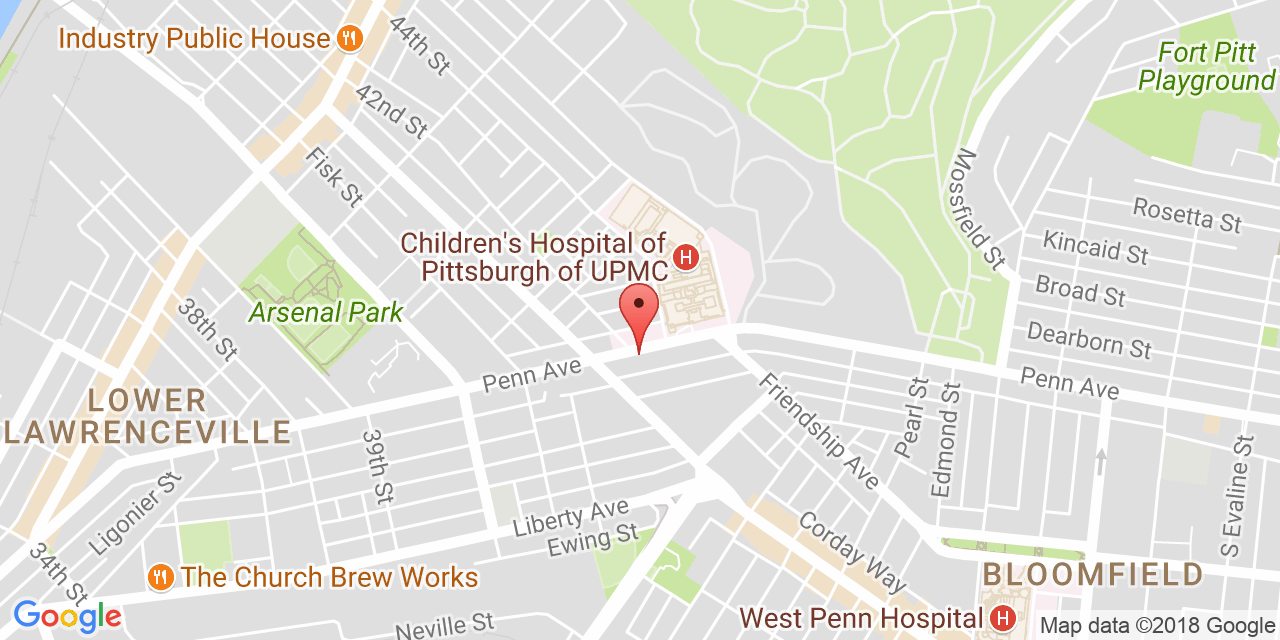 Industry Public House
44th St
42nd St
Fisk St
Fort Pitt
Playground
Mossfield St
Rosetta St
Kincaid St
Broad St
Dearborn St
Children's Hospital of
Pittsburgh of UPMC
H
Arsenal Park
38th St
Penn Ave
Penn Ave
LOWER
LAWRENCEVILLE
39th St
Friendship Ave
Pearl St
Edmond St
S Evaline St
Ligonier St
Liberty Ave
Ewing St
Corday Way
34th St
The Church Brew Works
BLOOMFIELD
Neville St
West Penn Hospital
H
Google
Map data ©2018 Google